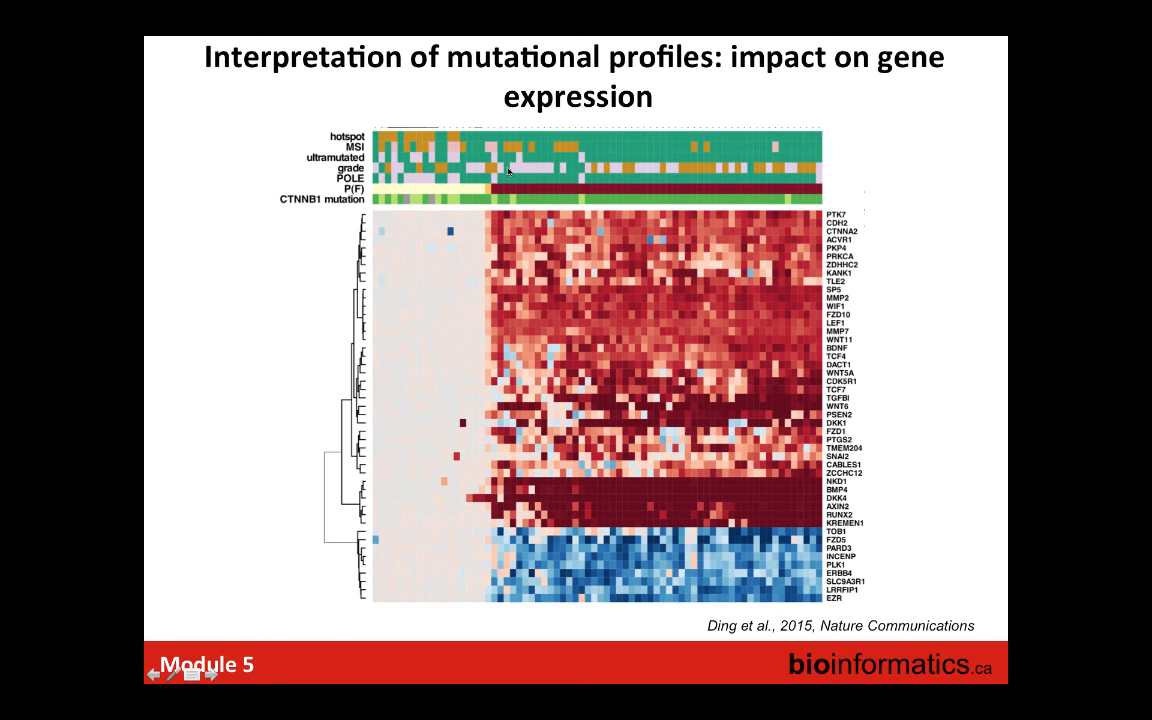 Interpretation of mutational profiles: impact on gene
expression
hotspot
MSI
ultramutated
grade
POLE
P(F)
CTNNB1 mutation
PTK7
CDH2
CTNNA2
ACVR1
PKP4
PRKCA
ZDHHC2
KANK1
TLE2
SP5
MMP2
WIF1
FZD10
LEF1
MMP7
WNT11
BDNF
TCF4
DACT1
WNT5A
CDK5R1
TCF7
TGFBI
WNT6
PSEN2
DKK1
FZD1
PTGS2
TMEM204
SNAI2
CABLES1
ZCCHC12
NKD1
BMP4
DKK4
AXIN2
RUNX2
KREMEN1
TOB1
FZD5
PARD3
INCENP
PLK1
ERBB4
SLC9A3R1
LRRFIP1
EZR
Ding et al., 2015, Nature Communications
Module 5
bioinformatics.ca